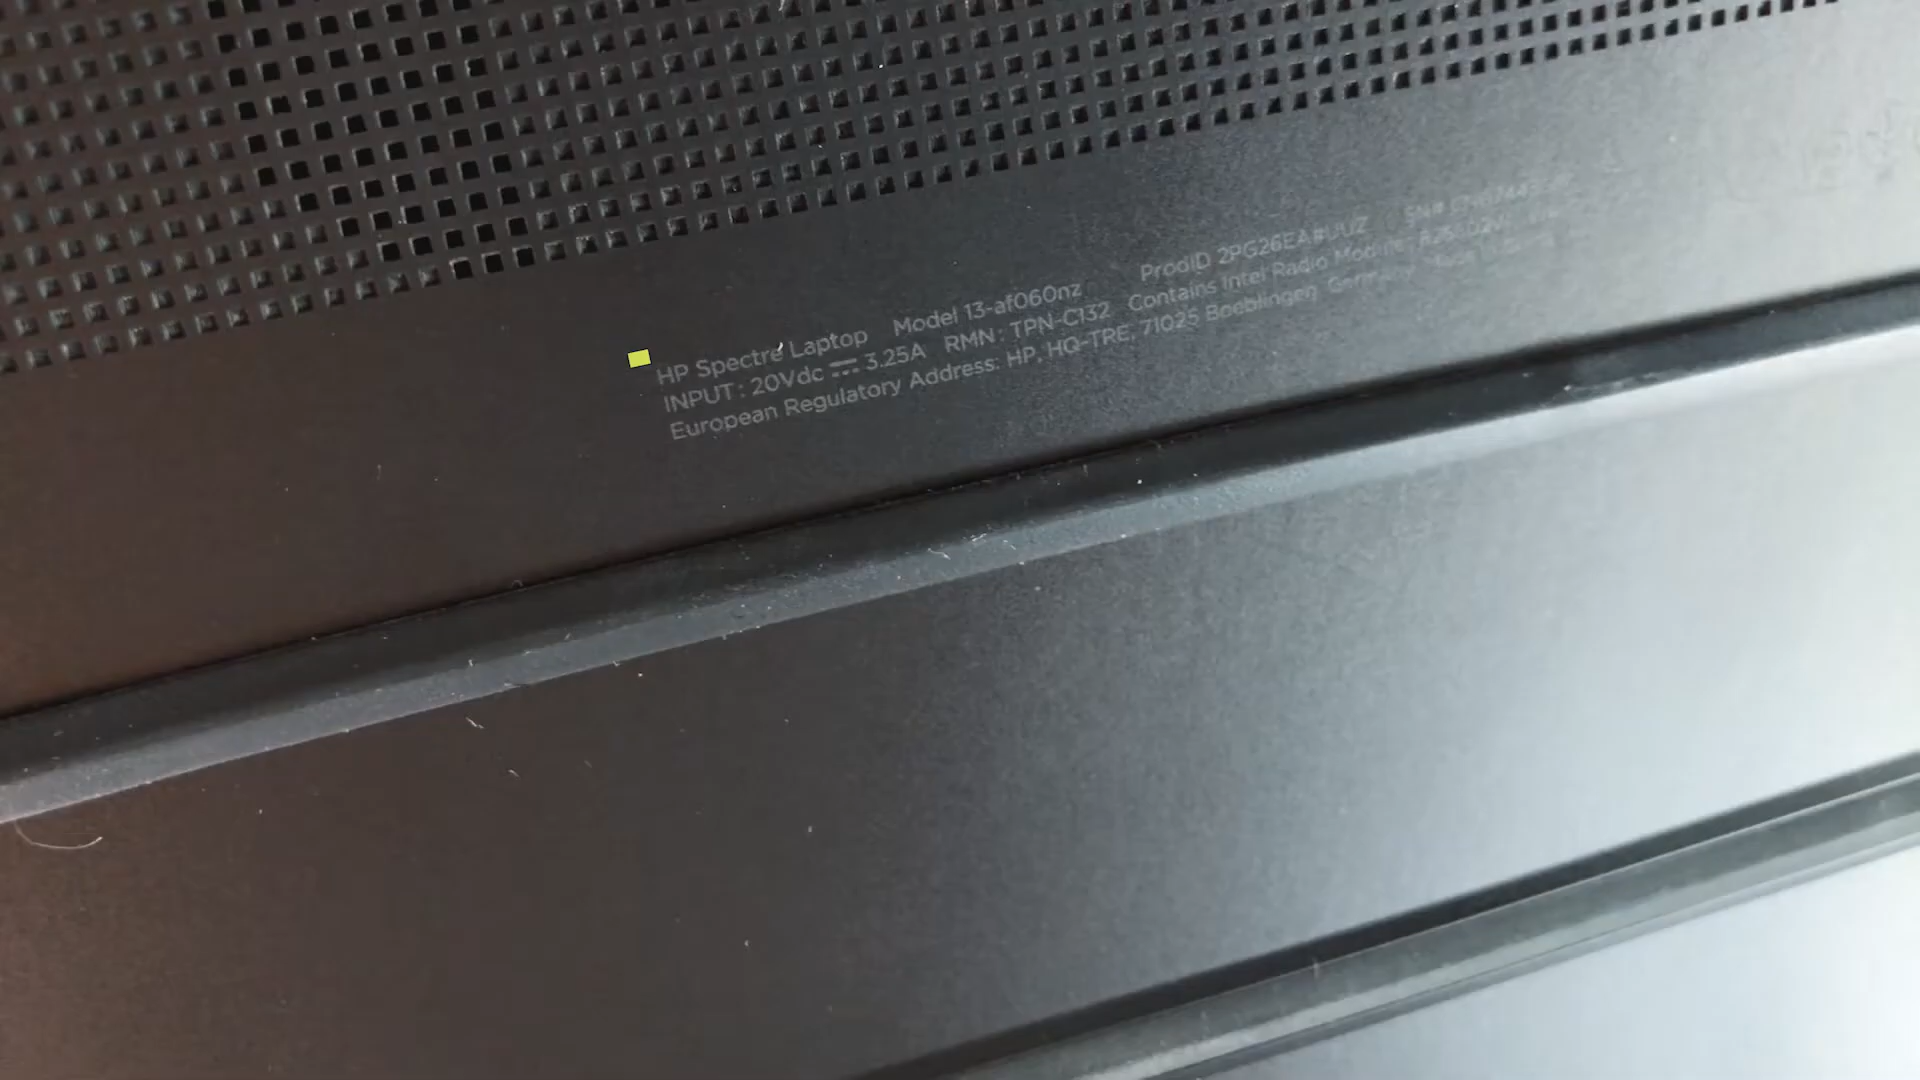 HP Spectre Laptop Model 13-af060nz ProdID 2PG26EA#UUZ SN#
INPUT: 20Vdc ⎓ 3.25A RMN: TPN-C132 Contains Intel Radio Module:
European Regulatory Address: HP, HQ-TRE, 71025 Boeblingen, Germany